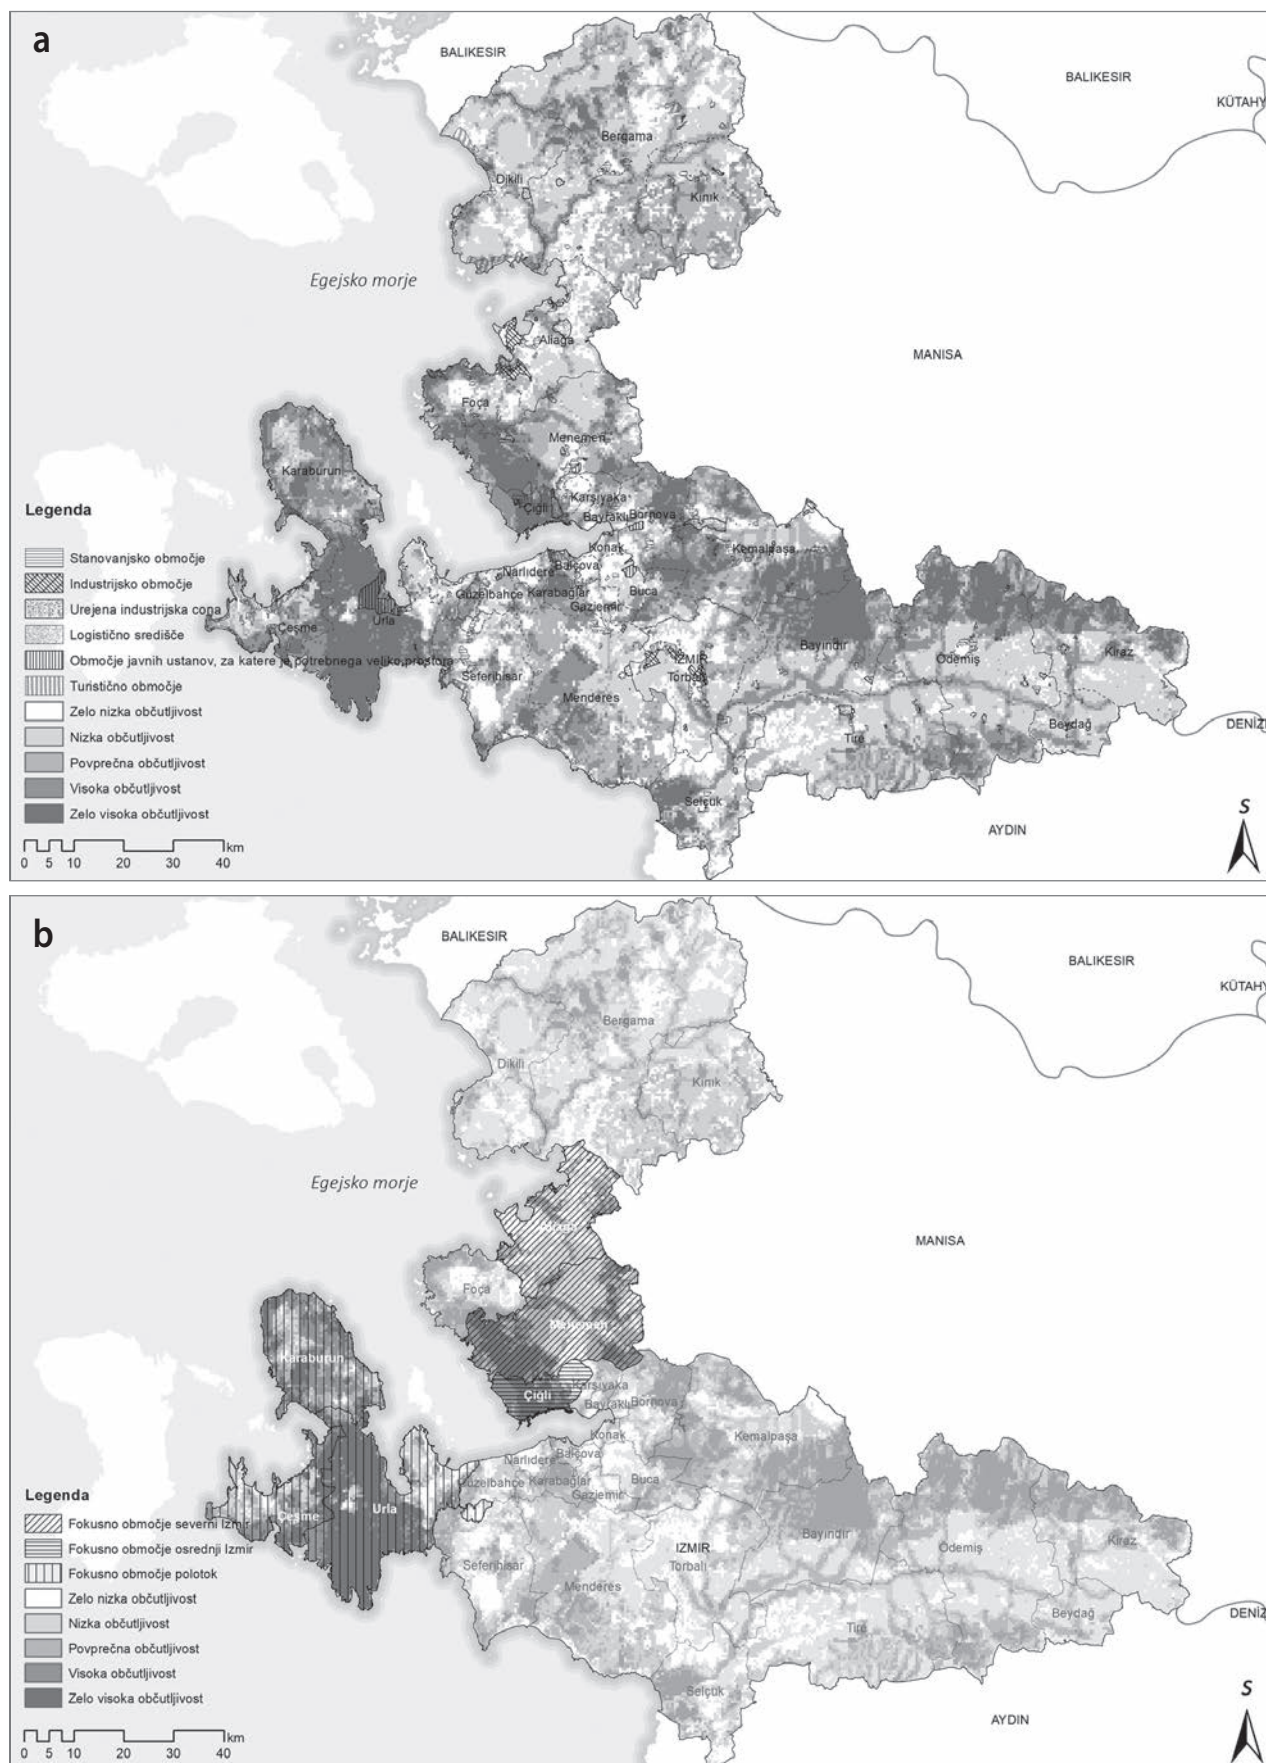 a
BALIKESIR
BALIKESIR
KÜTAHY
Bergama
Dikili
Kınık
Egejsko morje
Aliağa
MANISA
Foça
Menemen
Karaburun
Karşıyaka
Çiğli
Bayraklı
Bornova
Konak
Kemalpaşa
Balçova
Narlıdere
Güzelbahçe
Karabağlar
Buca
Gaziemir
Çeşme
Urla
Bayındır
IZMIR
Ödemiş
Kiraz
Seferihisar
Torbalı
Menderes
Beydağ
DENİZL
Tire
Selçuk
AYDIN
Legenda
Stanovanjsko območje
Industrijsko območje
Urejena industrijska cona
Logistično središče
Območje javnih ustanov, za katere je potrebnega veliko prostora
Turistično območje
Zelo nizka občutljivost
Nizka občutljivost
Povprečna občutljivost
Visoka občutljivost
Zelo visoka občutljivost
km
0 5 10 20 30 40
S
b
BALIKESIR
BALIKESIR
KÜTAHY
Bergama
Dikili
Kınık
Egejsko morje
MANISA
Foça
Menemen
Karaburun
Karşıyaka
Çiğli
Bayraklı
Bornova
Konak
Kemalpaşa
Balçova
Narlıdere
Güzelbahçe
Karabağlar
Buca
Gaziemir
Çeşme
Urla
Bayındır
IZMIR
Ödemiş
Kiraz
Seferihisar
Torbalı
Menderes
Beydağ
DENİZL
Tire
Selçuk
AYDIN
Legenda
Fokusno območje severni Izmir
Fokusno območje osrednji Izmir
Fokusno območje polotok
Zelo nizka občutljivost
Nizka občutljivost
Povprečna občutljivost
Visoka občutljivost
Zelo visoka občutljivost
km
0 5 10 20 30 40
S